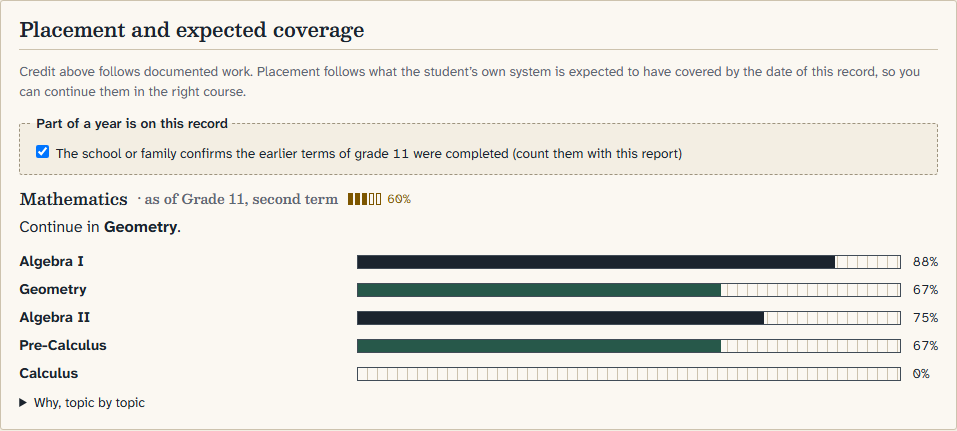 Placement and expected coverage
Credit above follows documented work. Placement follows what the student's own system is expected to have covered by the date of this record, so you
can continue them in the right course.
Part of a year is on this record
The school or family confirms the earlier terms of grade 11 were completed (count them with this report)
Mathematics · as of Grade 11, second term 60%
Continue in Geometry.
Algebra I 88%
Geometry 67%
Algebra II 75%
Pre-Calculus 67%
Calculus 0%
Why, topic by topic